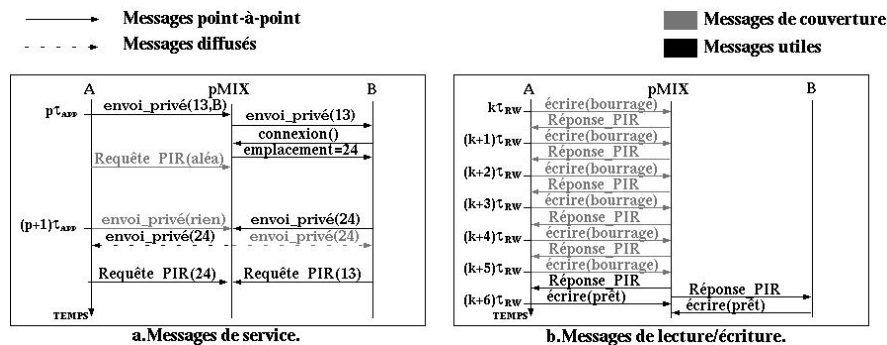 Messages point-à-point
Messages diffusés
Messages de couverture
Messages utiles
A pMIX B
pτAPP envoi_privé(13,B)
envoi_privé(13)
connexion()
emplacement=24
Requête PIR(aléa)
(p+1)τAPP envoi_privé(rien) envoi_privé(24)
envoi_privé(24) envoi_privé(24)
Requête PIR(24) Requête PIR(13)
TEMPS
a.Messages de service.
A pMIX B
kτRW écrire(bourrage)
Réponse_PIR
(k+1)τRW écrire(bourrage)
Réponse_PIR
(k+2)τRW écrire(bourrage)
Réponse_PIR
(k+3)τRW écrire(bourrage)
Réponse_PIR
(k+4)τRW écrire(bourrage)
Réponse_PIR
(k+5)τRW écrire(bourrage)
Réponse_PIR Réponse_PIR
(k+6)τRW écrire(prêt) écrire(prêt)
TEMPS
b.Messages de lecture/écriture.